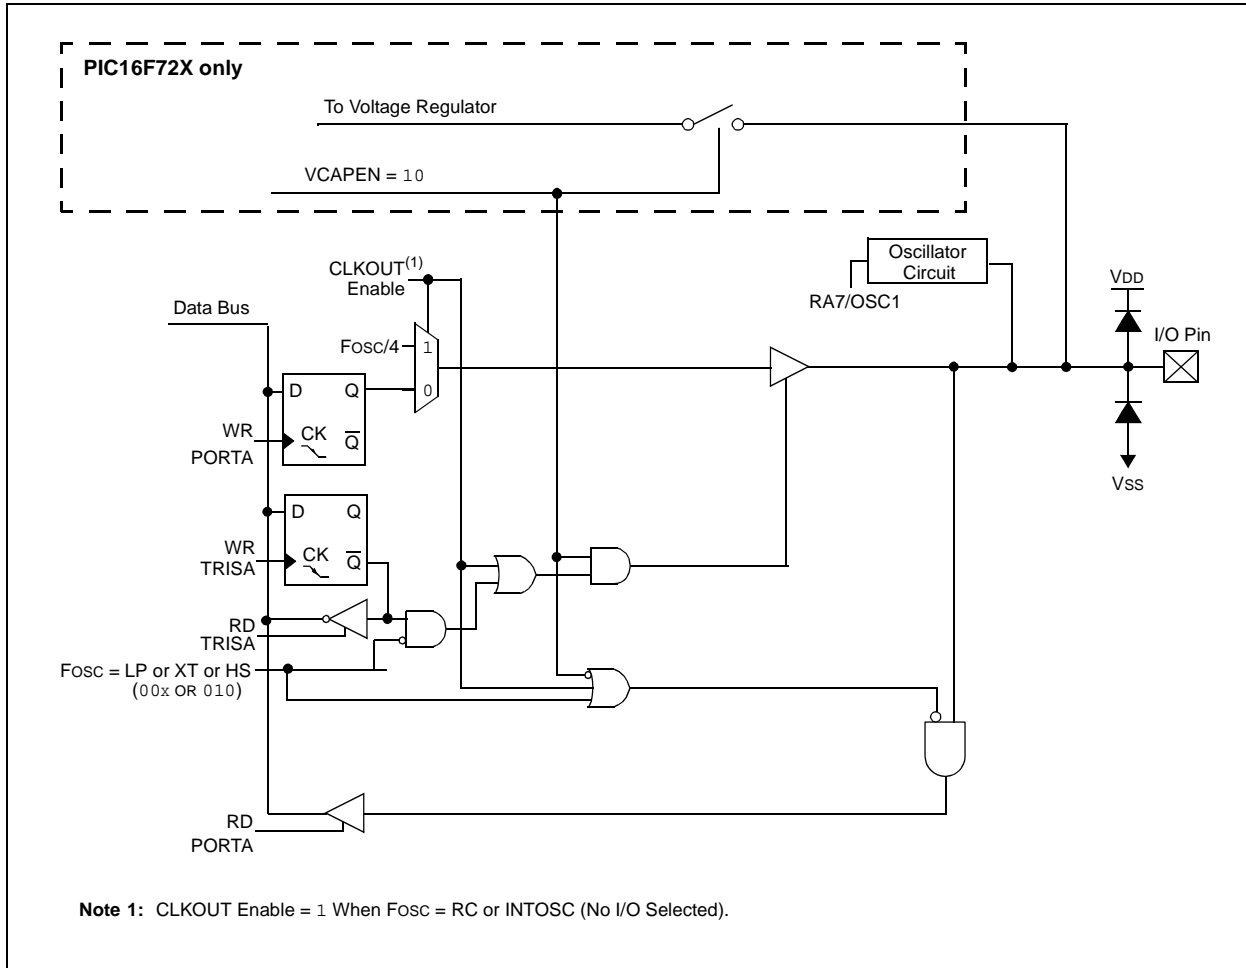 PIC16F72X only
To Voltage Regulator
VCAPEN = 10
Oscillator
Circuit
RA7/OSC1
CLKOUT(1)
Enable
VDD
I/O Pin
Data Bus
FOSC/4
1
0
D
Q
CK
Q
WR
PORTA
VSS
D
Q
CK
Q
WR
TRISA
RD
TRISA
FOSC = LP or XT or HS
(00x OR 010)
RD
PORTA
Note 1: CLKOUT Enable = 1 When FOSC = RC or INTOSC (No I/O Selected).